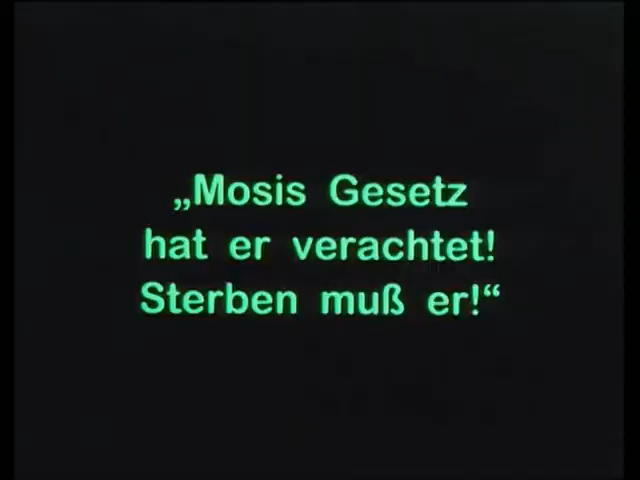 „Mosis Gesetz
hat er verachtet!
Sterben muß er!“